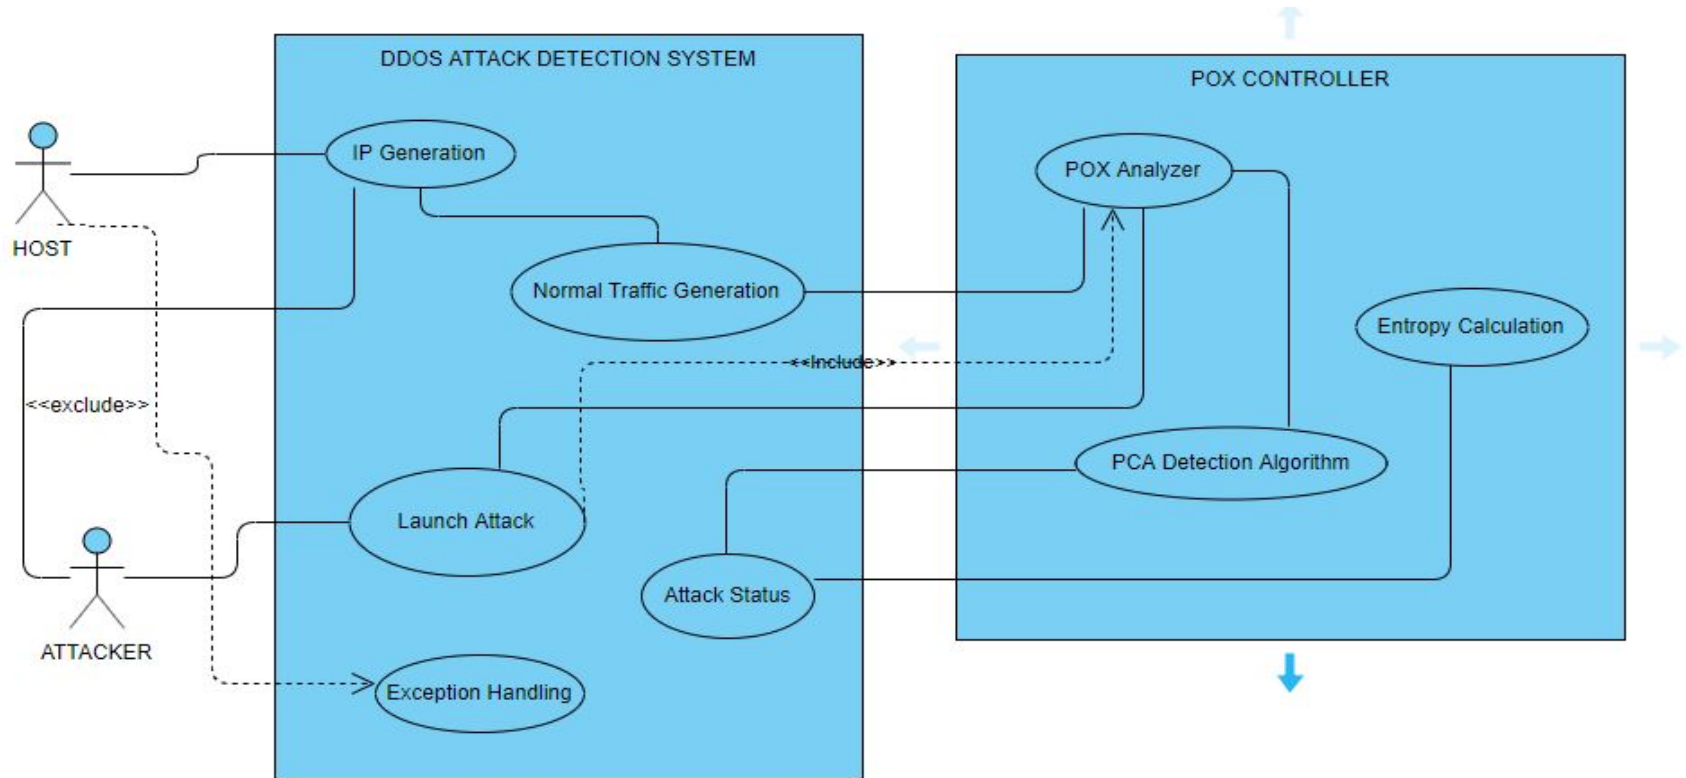 DDOS ATTACK DETECTION SYSTEM
POX CONTROLLER
IP Generation
POX Analyzer
HOST
Normal Traffic Generation
Entropy Calculation
<<Include>>
<<exclude>>
PCA Detection Algorithm
Launch Attack
Attack Status
ATTACKER
Exception Handling